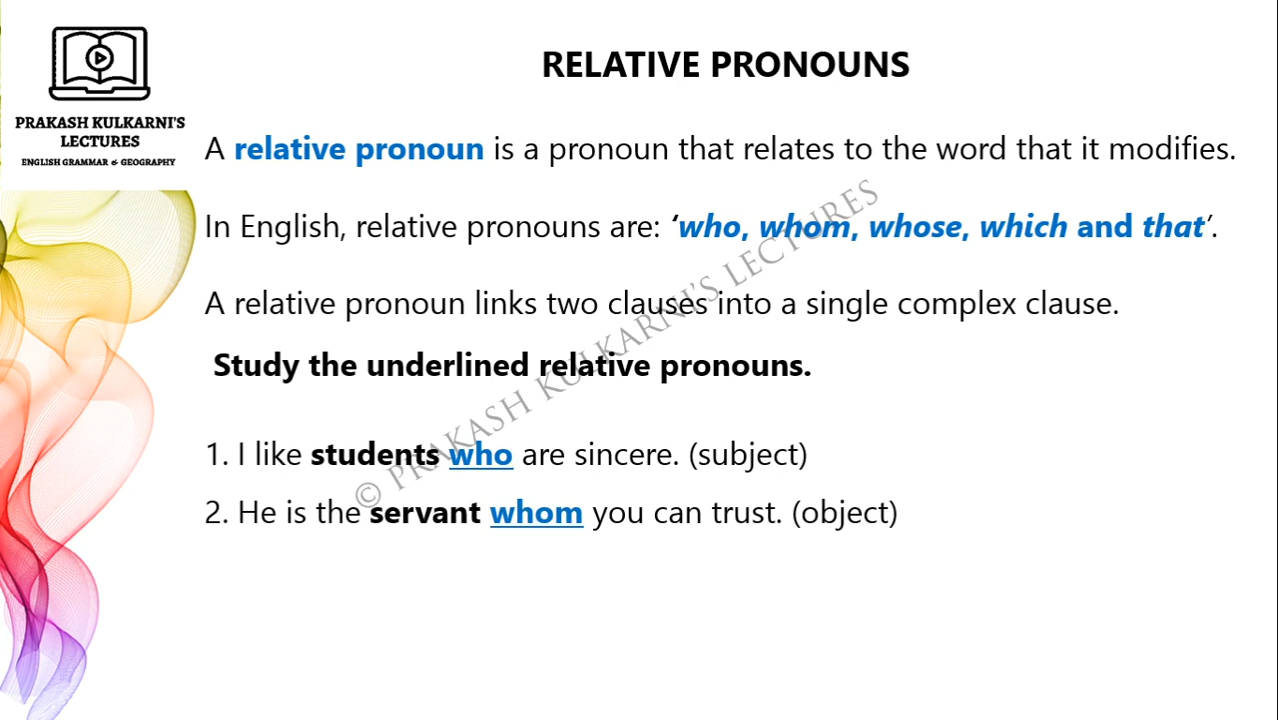 PRAKASH KULKARNI'S
LECTURES
ENGLISH GRAMMAR & GEOGRAPHY
RELATIVE PRONOUNS
A relative pronoun is a pronoun that relates to the word that it modifies.
In English, relative pronouns are: ‘who, whom, whose, which and that’.
A relative pronoun links two clauses into a single complex clause.
Study the underlined relative pronouns.
1. I like students who are sincere. (subject)
2. He is the servant whom you can trust. (object)
© PRAKASH KULKARNI'S LECTURES